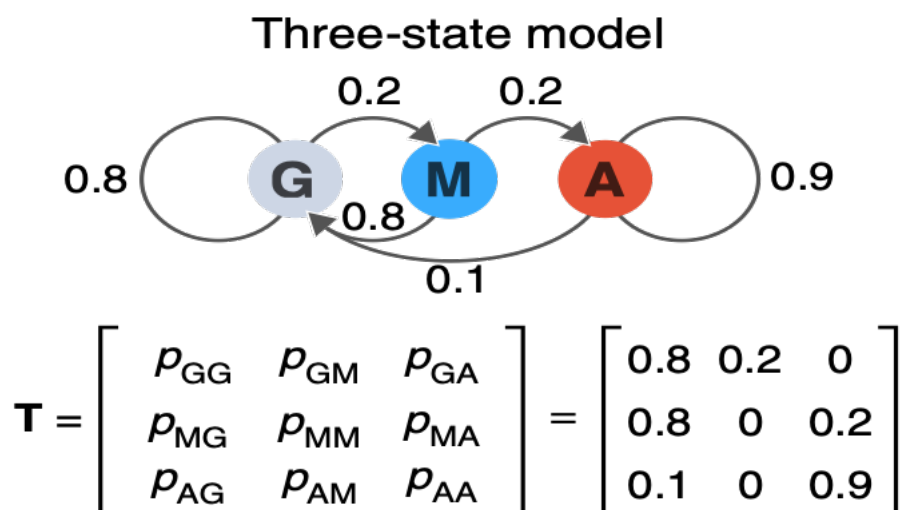 Three-state model
0.2 0.2
0.8 G M A 0.9
0.8
0.1
p_GG p_GM p_GA 0.8 0.2 0
T = p_MG p_MM p_MA = 0.8 0 0.2
p_AG p_AM p_AA 0.1 0 0.9